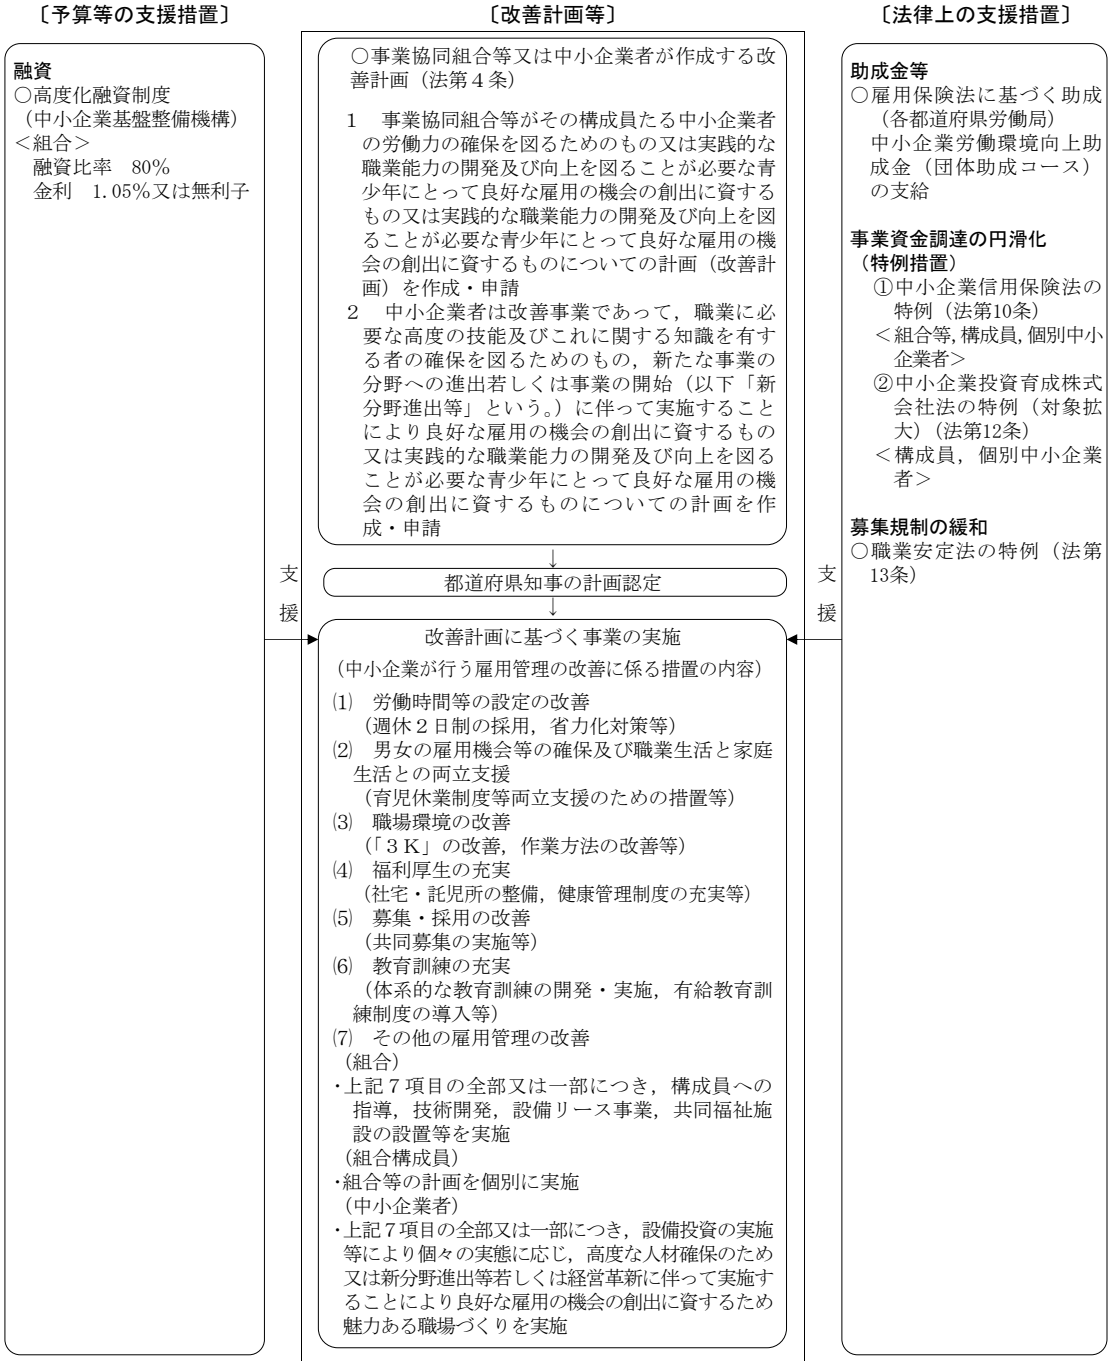 〔予算等の支援措置〕
融資
○高度化融資制度
（中小企業基盤整備機構）
＜組合＞
融資比率　80％
金利　1.05％又は無利子
支
援
〔改善計画等〕
○事業協同組合等又は中小企業者が作成する改
善計画（法第４条）
１　事業協同組合等がその構成員たる中小企業者
の労働力の確保を図るためのもの又は実践的な
職業能力の開発及び向上を図ることが必要な青
少年にとって良好な雇用の機会の創出に資する
もの又は実践的な職業能力の開発及び向上を図
ることが必要な青少年にとって良好な雇用の機
会の創出に資するものについての計画（改善計
画）を作成・申請
２　中小企業者は改善事業であって，職業に必
要な高度の技能及びこれに関する知識を有す
る者の確保を図るためのもの，新たな事業の
分野への進出若しくは事業の開始（以下「新
分野進出等」という。）に伴って実施すること
により良好な雇用の機会の創出に資するもの
又は実践的な職業能力の開発及び向上を図る
ことが必要な青少年にとって良好な雇用の機
会の創出に資するものについての計画を作
成・申請
↓
都道府県知事の計画認定
↓
改善計画に基づく事業の実施
（中小企業が行う雇用管理の改善に係る措置の内容）
⑴　労働時間等の設定の改善
（週休２日制の採用，省力化対策等）
⑵　男女の雇用機会等の確保及び職業生活と家庭
生活との両立支援
（育児休業制度等両立支援のための措置等）
⑶　職場環境の改善
（「３Ｋ」の改善，作業方法の改善等）
⑷　福利厚生の充実
（社宅・託児所の整備，健康管理制度の充実等）
⑸　募集・採用の改善
（共同募集の実施等）
⑹　教育訓練の充実
（体系的な教育訓練の開発・実施，有給教育訓
練制度の導入等）
⑺　その他の雇用管理の改善
（組合）
・上記７項目の全部又は一部につき，構成員への
指導，技術開発，設備リース事業，共同福祉施
設の設置等を実施
（組合構成員）
・組合等の計画を個別に実施
（中小企業者）
・上記７項目の全部又は一部につき，設備投資の実施
等により個々の実態に応じ，高度な人材確保のため
又は新分野進出等若しくは経営革新に伴って実施す
ることにより良好な雇用の機会の創出に資するため
魅力ある職場づくりを実施
支
援
〔法律上の支援措置〕
助成金等
○雇用保険法に基づく助成
（各都道府県労働局）
中小企業労働環境向上助
成金（団体助成コース）
の支給
事業資金調達の円滑化
（特例措置）
①中小企業信用保険法の
特例（法第10条）
＜組合等，構成員，個別中小
企業者＞
②中小企業投資育成株式
会社法の特例（対象拡
大）（法第12条）
＜構成員，個別中小企業
者＞
募集規制の緩和
○職業安定法の特例（法第
13条）